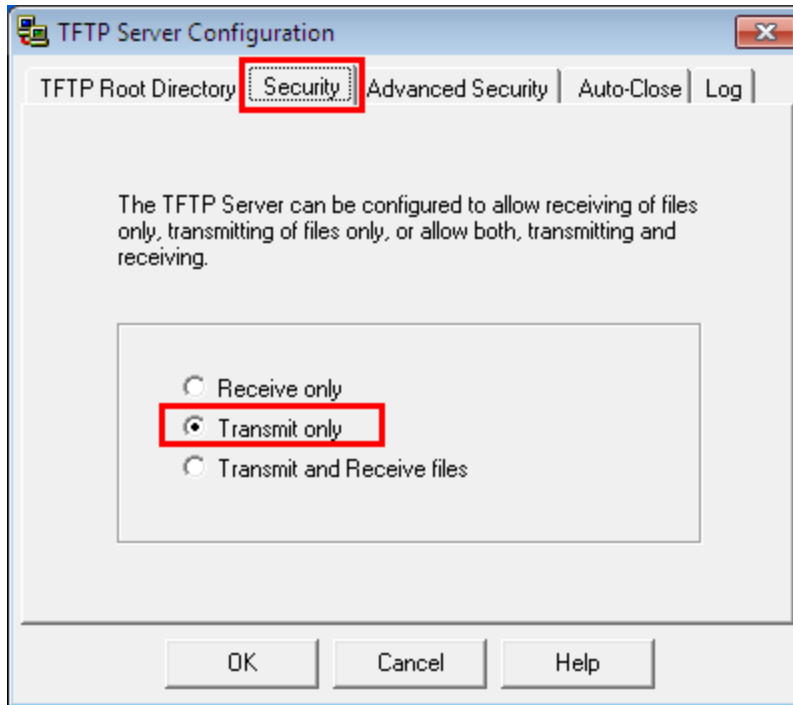 TFTP Server Configuration
TFTP Root Directory Security Advanced Security Auto-Close Log
The TFTP Server can be configured to allow receiving of files
only, transmitting of files only, or allow both, transmitting and
receiving.
Receive only
Transmit only
Transmit and Receive files
OK Cancel Help